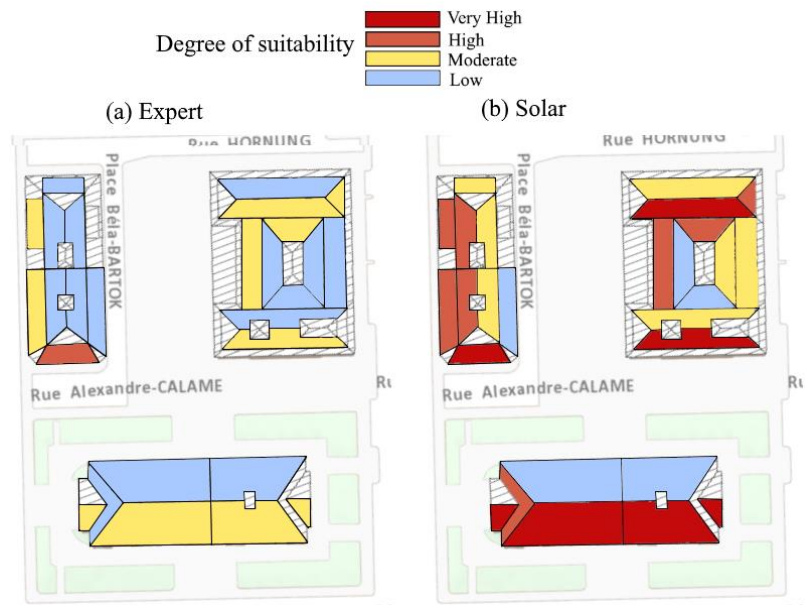 Degree of suitability
Very High
High
Moderate
Low
(a) Expert
(b) Solar
Rue HORNUNG
Place Béla-BARTOK
Rue Alexandre-CALAME
Ru
Rue HORNUNG
Place Béla-BARTOK
Rue Alexandre-CALAME
Ru